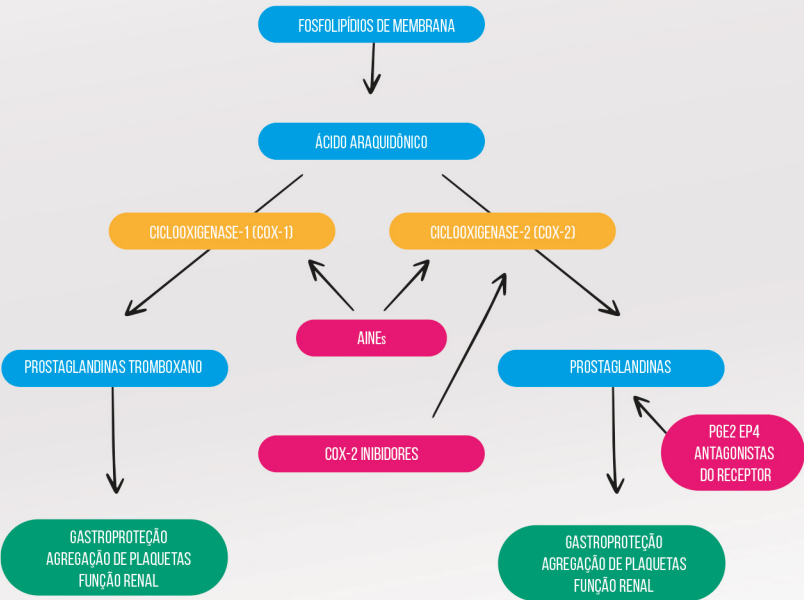 FOSFOLIPÍDIOS DE MEMBRANA
ÁCIDO ARAQUIDÔNICO
CICLOOXIGENASE-1 (COX-1)
CICLOOXIGENASE-2 (COX-2)
AINEs
PROSTAGLANDINAS TROMBOXANO
PROSTAGLANDINAS
COX-2 INIBIDORES
PGE2 EP4
ANTAGONISTAS
DO RECEPTOR
GASTROPROTEÇÃO
AGREGAÇÃO DE PLAQUETAS
FUNÇÃO RENAL
GASTROPROTEÇÃO
AGREGAÇÃO DE PLAQUETAS
FUNÇÃO RENAL